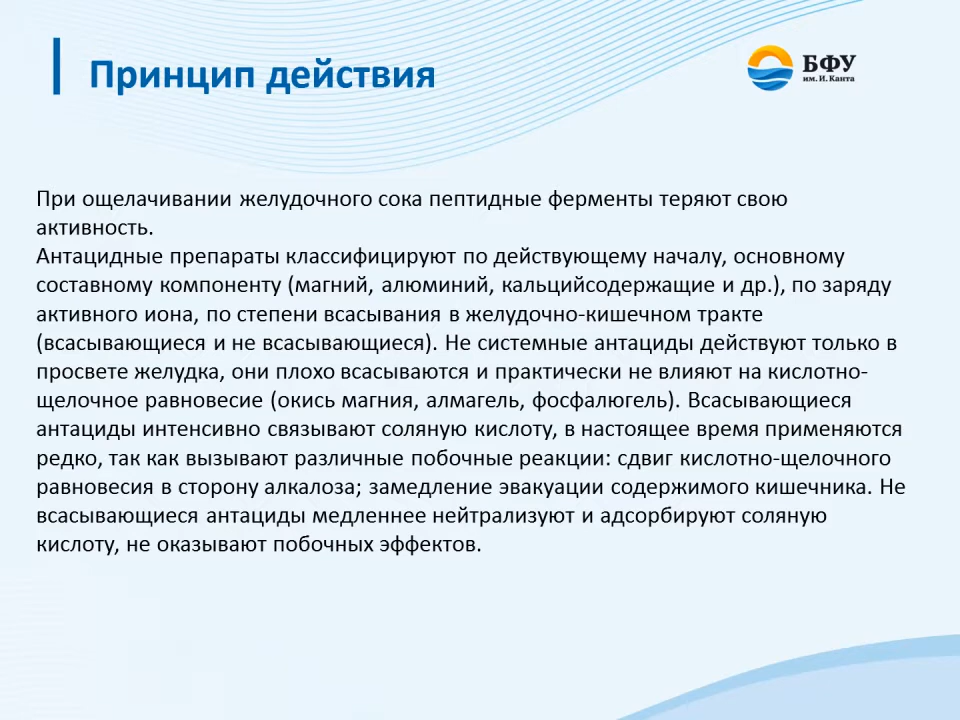 Принцип действия
БФУ
им. И. Канта
При ощелачивании желудочного сока пептидные ферменты теряют свою
активность.
Антацидные препараты классифицируют по действующему началу, основному
составному компоненту (магний, алюминий, кальцийсодержащие и др.), по заряду
активного иона, по степени всасывания в желудочно-кишечном тракте
(всасывающиеся и не всасывающиеся). Не системные антациды действуют только в
просвете желудка, они плохо всасываются и практически не влияют на кислотно-
щелочное равновесие (окись магния, алмагель, фосфалюгель). Всасывающиеся
антациды интенсивно связывают соляную кислоту, в настоящее время применяются
редко, так как вызывают различные побочные реакции: сдвиг кислотно-щелочного
равновесия в сторону алкалоза; замедление эвакуации содержимого кишечника. Не
всасывающиеся антациды медленнее нейтрализуют и адсорбируют соляную
кислоту, не оказывают побочных эффектов.